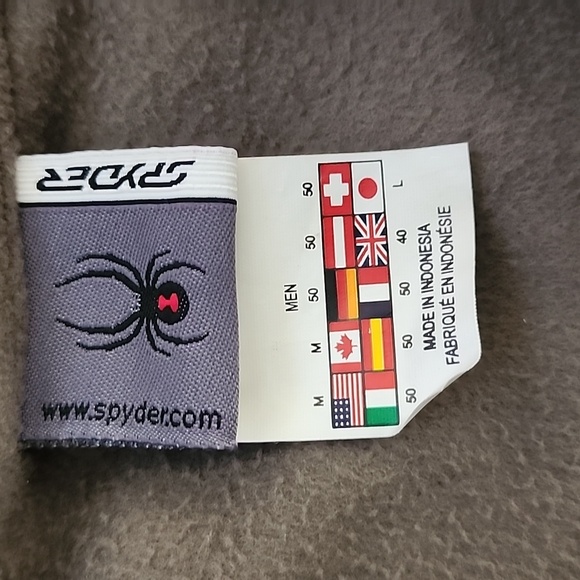 SPYDER
www.spyder.com
MEN
M M 50 50 50
50 50 50 40 L
MADE IN INDONESIA
FABRIQUÉ EN INDONÉSIE